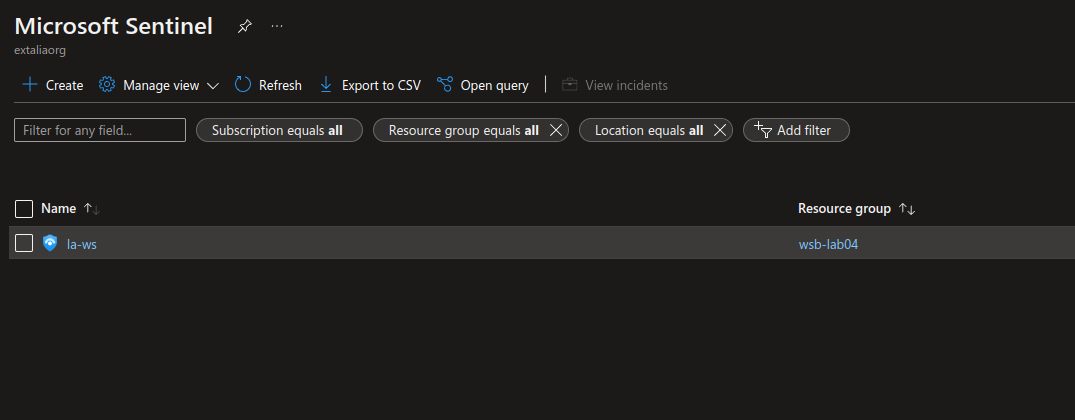 Microsoft Sentinel ...
extaliaorg
Create Manage view Refresh Export to CSV Open query View incidents
Filter for any field... Subscription equals all Resource group equals all Location equals all Add filter
Name Resource group
la-ws wsb-lab04